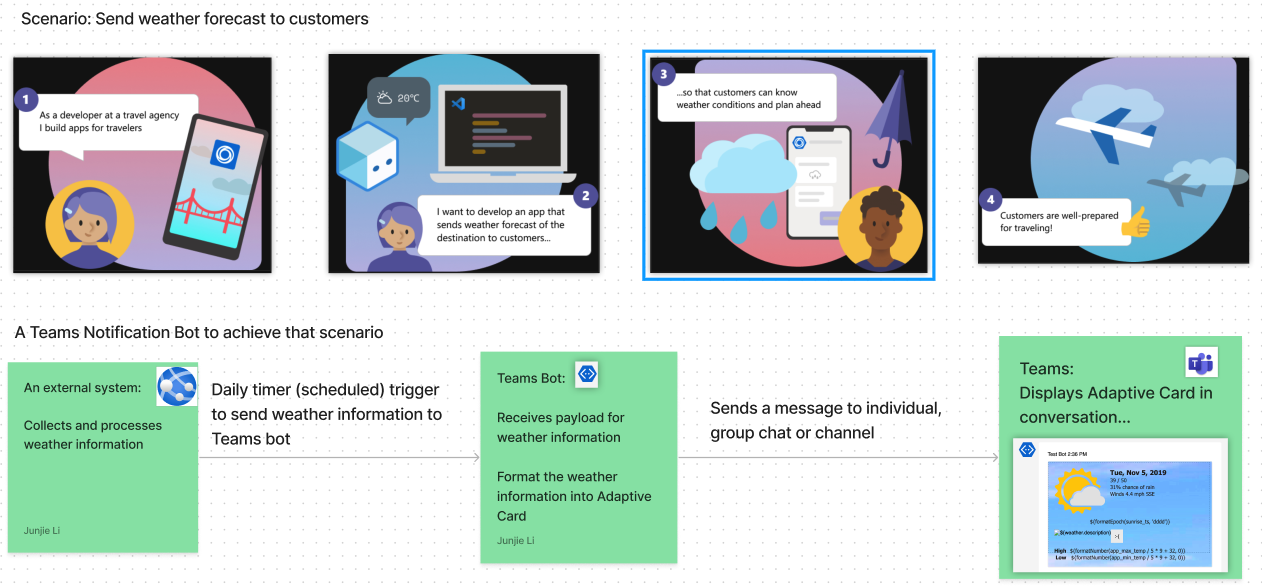 Scenario: Send weather forecast to customers
1
As a developer at a travel agency
I build apps for travelers
20°C
2
I want to develop an app that
sends weather forecast of the
destination to customers...
3
...so that customers can know
weather conditions and plan ahead
4
Customers are well-prepared
for traveling!
A Teams Notification Bot to achieve that scenario
An external system:
Collects and processes
weather information
Junjie Li
Daily timer (scheduled) trigger
to send weather information to
Teams bot
Teams Bot:
Receives payload for
weather information
Format the weather
information into Adaptive
Card
Junjie Li
Sends a message to individual,
group chat or channel
Teams:
Displays Adaptive Card in
conversation...
Test Bot 2:36 PM
Tue, Nov 5, 2019
39 / 50
31% chance of rain
Winds 4.4 mph SSE
${formatEpoch(sunrise_ts, 'dddd')}
${weather.description}
High ${formatNumber(app_max_temp / 5 * 9 + 32, 0)}
Low ${formatNumber(app_min_temp / 5 * 9 + 32, 0)}